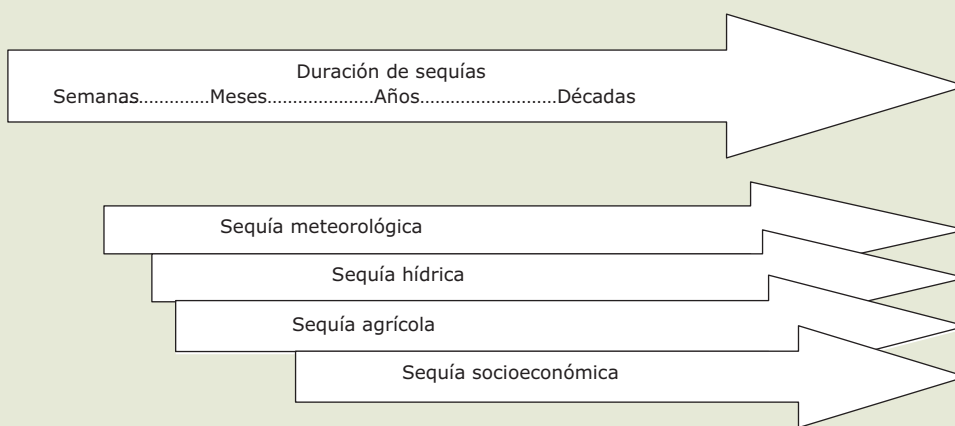 Duración de sequías
Semanas..............Meses.....................Años...........................Décadas
Sequía meteorológica
Sequía hídrica
Sequía agrícola
Sequía socioeconómica